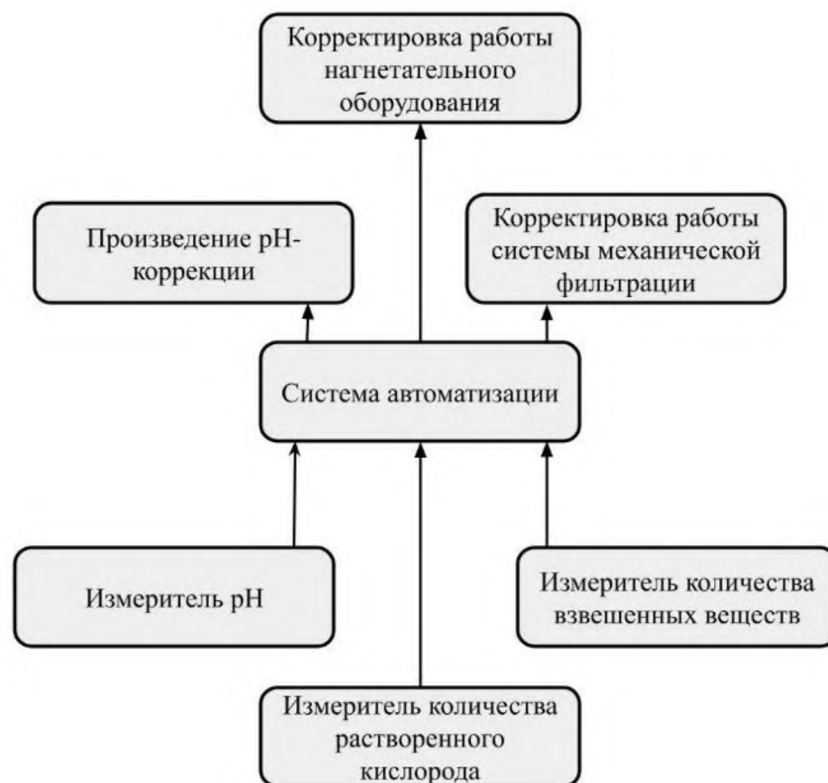 Корректировка работы
нагнетательного
оборудования
Произведение pH-
коррекции
Корректировка работы
системы механической
фильтрации
Система автоматизации
Измеритель pH
Измеритель количества
взвешенных веществ
Измеритель количества
растворенного
кислорода